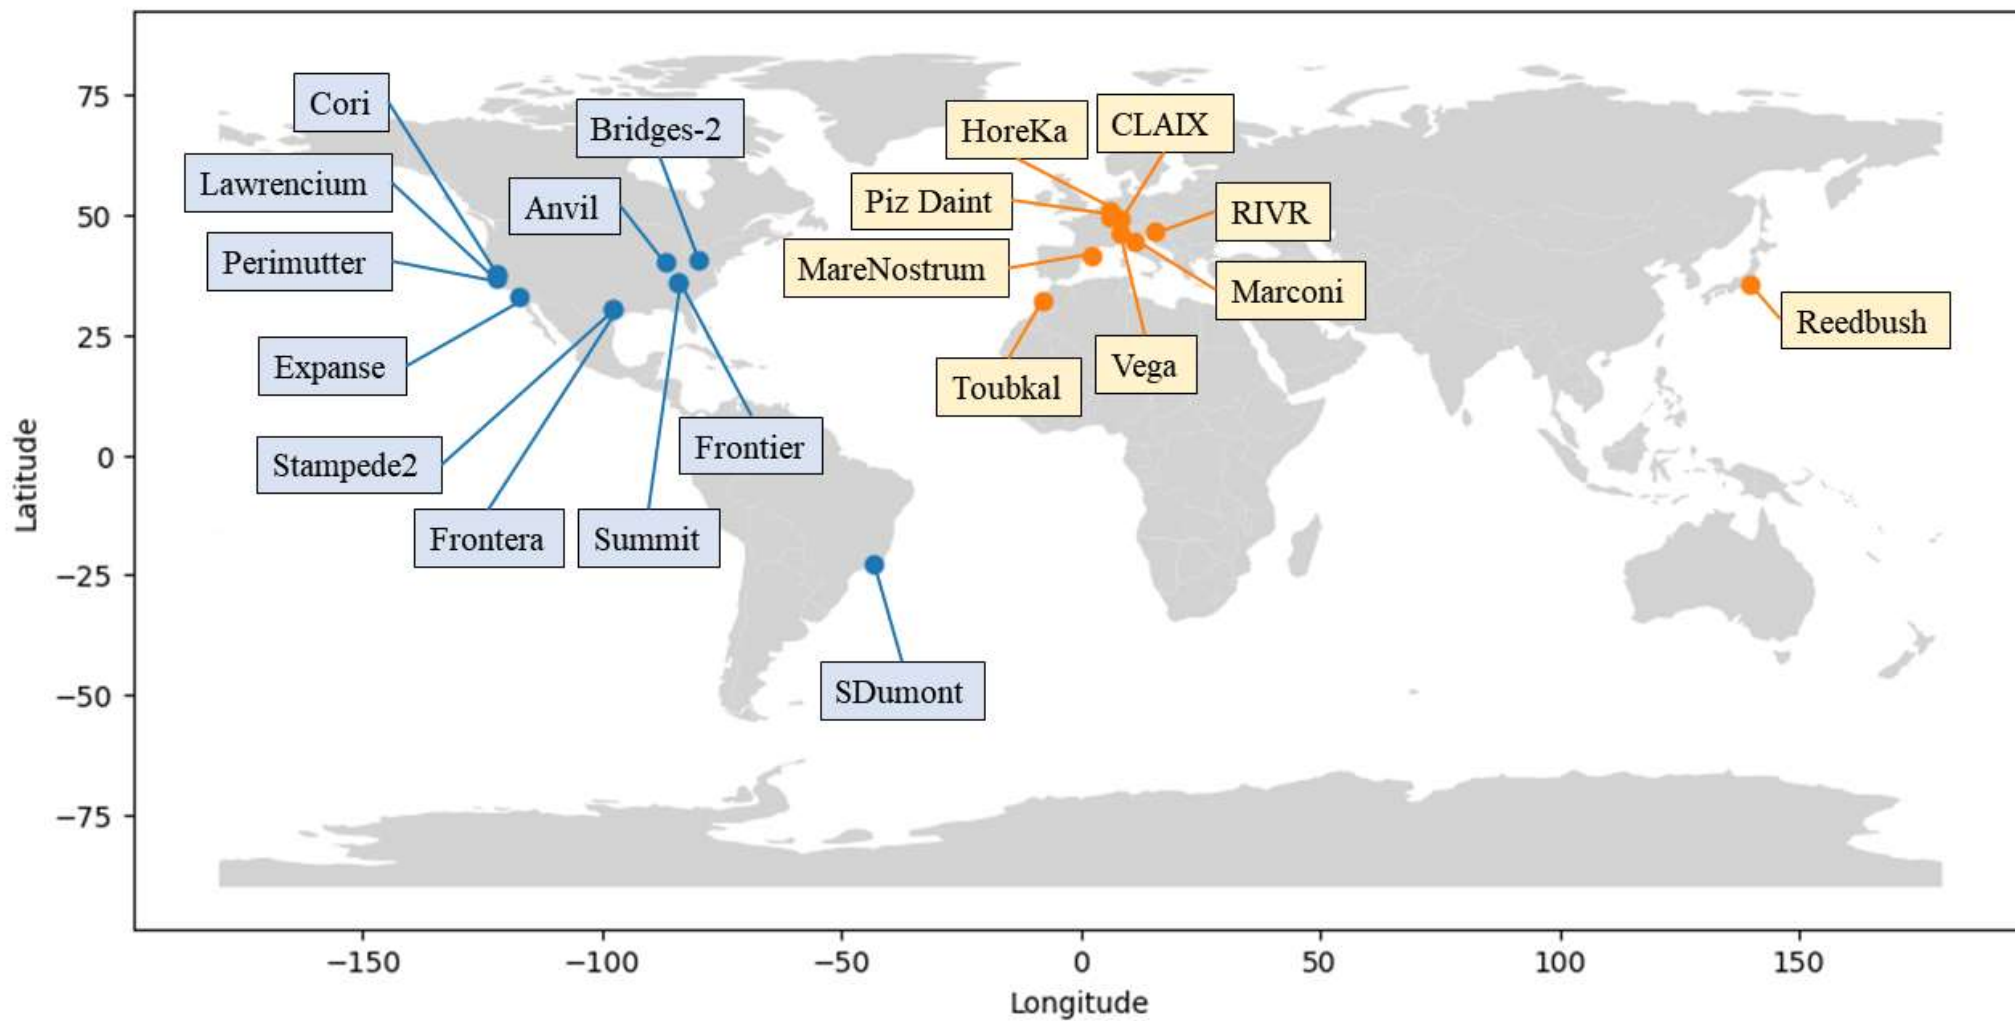 75
50
25
0
−25
−50
−75
Latitude
Cori
Bridges-2
HoreKa
CLAIX
Lawrencium
Anvil
Piz Daint
RIVR
Perimutter
MareNostrum
Marconi
Reedbush
Expanse
Toubkal
Vega
Stampede2
Frontier
Frontera
Summit
SDumont
−150
−100
−50
0
50
100
150
Longitude